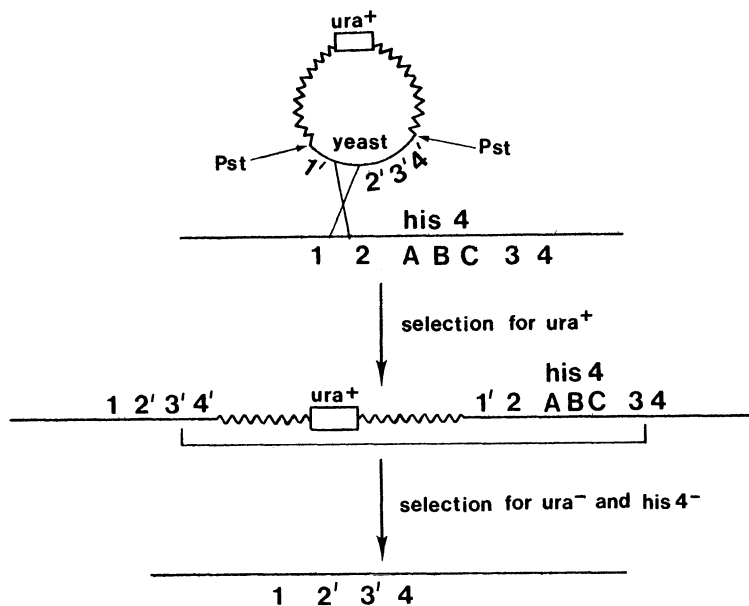 ura+
yeast
Pst
Pst
1' 2' 3' 4'
his 4
1 2 A B C 3 4
selection for ura+
his 4
ura+
1 2' 3' 4' 1' 2 A B C 3 4
selection for ura- and his 4-
1 2' 3' 4